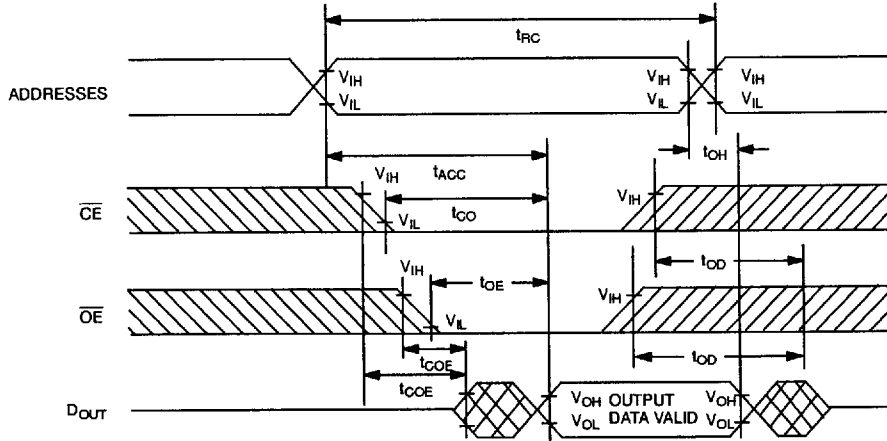 tRC
ADDRESSES
VIH VIH VIH
VIL VIL VIL
tOH
tACC
VIH
CE
tCO
VIL
VIH
tOD
VIH
tOE
OE
VIH
VIL
tCOE
tOD
tCOE
DOUT
VOH OUTPUT VOH
VOL DATA VALID VOL